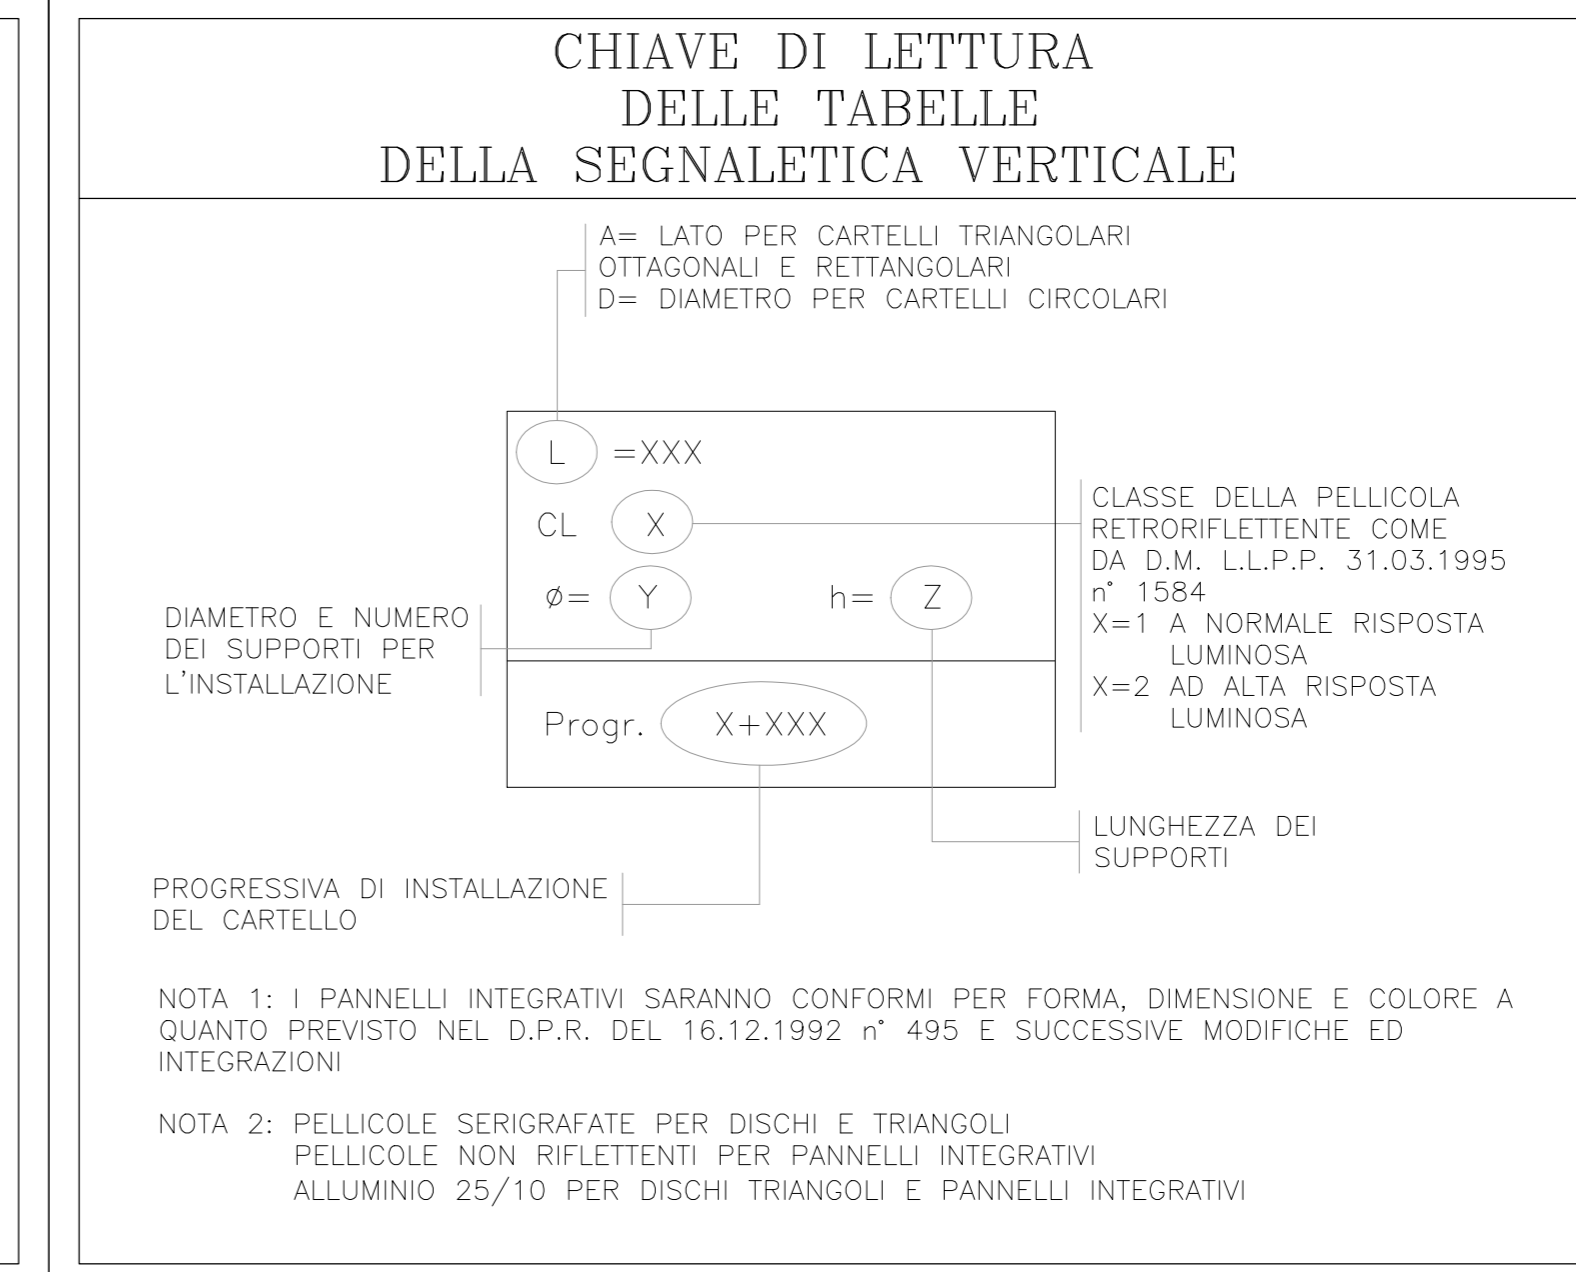 CHIAVE DI LETTURA
DELLE TABELLE
DELLA SEGNALETICA VERTICALE
A= LATO PER CARTELLI TRIANGOLARI
OTTAGONALI E RETTANGOLARI
D= DIAMETRO PER CARTELLI CIRCOLARI
L =XXX
CL X
CLASSE DELLA PELLICOLA
RETRORIFLETTENTE COME
DA D.M. L.L.P.P. 31.03.1995
n° 1584
X=1 A NORMALE RISPOSTA
LUMINOSA
X=2 AD ALTA RISPOSTA
LUMINOSA
ø= Y h= Z
DIAMETRO E NUMERO
DEI SUPPORTI PER
L'INSTALLAZIONE
Progr. X+XXX
LUNGHEZZA DEI
SUPPORTI
PROGRESSIVA DI INSTALLAZIONE
DEL CARTELLO
NOTA 1: I PANNELLI INTEGRATIVI SARANNO CONFORMI PER FORMA, DIMENSIONE E COLORE A
QUANTO PREVISTO NEL D.P.R. DEL 16.12.1992 n° 495 E SUCCESSIVE MODIFICHE ED
INTEGRAZIONI
NOTA 2: PELLICOLE SERIGRAFATE PER DISCHI E TRIANGOLI
PELLICOLE NON RIFLETTENTI PER PANNELLI INTEGRATIVI
ALLUMINIO 25/10 PER DISCHI TRIANGOLI E PANNELLI INTEGRATIVI